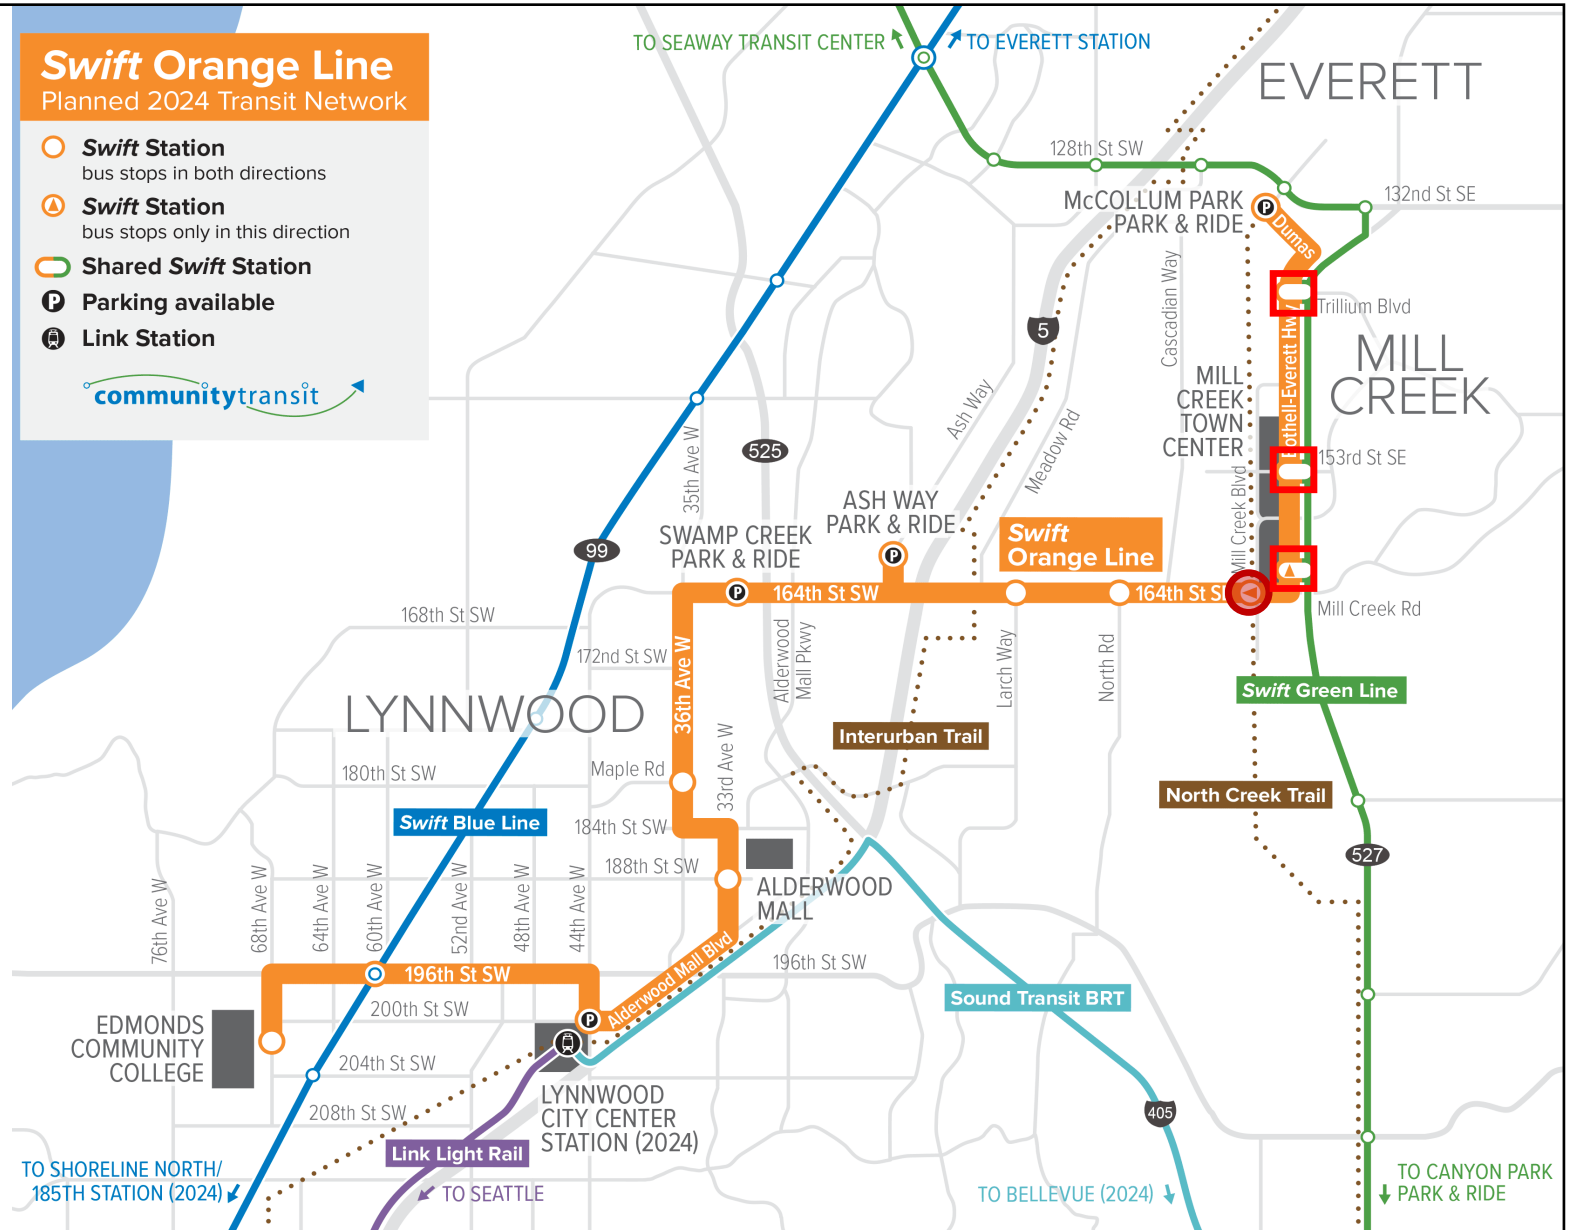 Swift Orange Line
Planned 2024 Transit Network
Swift Station
bus stops in both directions
Swift Station
bus stops only in this direction
Shared Swift Station
P Parking available
Link Station
communitytransit
TO SEAWAY TRANSIT CENTER
TO EVERETT STATION
EVERETT
128th St SW
132nd St SE
McCOLLUM PARK
PARK & RIDE
P
Dumas
Trillium Blvd
Cascadian Way
5
MILL
CREEK
MILL
CREEK
TOWN
CENTER
Bothell-Everett Hwy
153rd St SE
Mill Creek Blvd
Ash Way
Meadow Rd
525
35th Ave W
99
ASH WAY
PARK & RIDE
P
SWAMP CREEK
PARK & RIDE
P
Swift
Orange Line
164th St SW
164th St S
Mill Creek Rd
168th St SW
172nd St SW
36th Ave W
Alderwood
Mall Pkwy
Larch Way
North Rd
Swift Green Line
LYNNWOOD
Interurban Trail
33rd Ave W
Maple Rd
180th St SW
North Creek Trail
Swift Blue Line
184th St SW
527
188th St SW
ALDERWOOD
MALL
76th Ave W
68th Ave W
64th Ave W
60th Ave W
52nd Ave W
48th Ave W
44th Ave W
Alderwood Mall Blvd
196th St SW
196th St SW
200th St SW
P
Sound Transit BRT
EDMONDS
COMMUNITY
COLLEGE
204th St SW
208th St SW
LYNNWOOD
CITY CENTER
STATION (2024)
405
Link Light Rail
TO SHORELINE NORTH/
185TH STATION (2024)
TO SEATTLE
TO BELLEVUE (2024)
TO CANYON PARK
PARK & RIDE